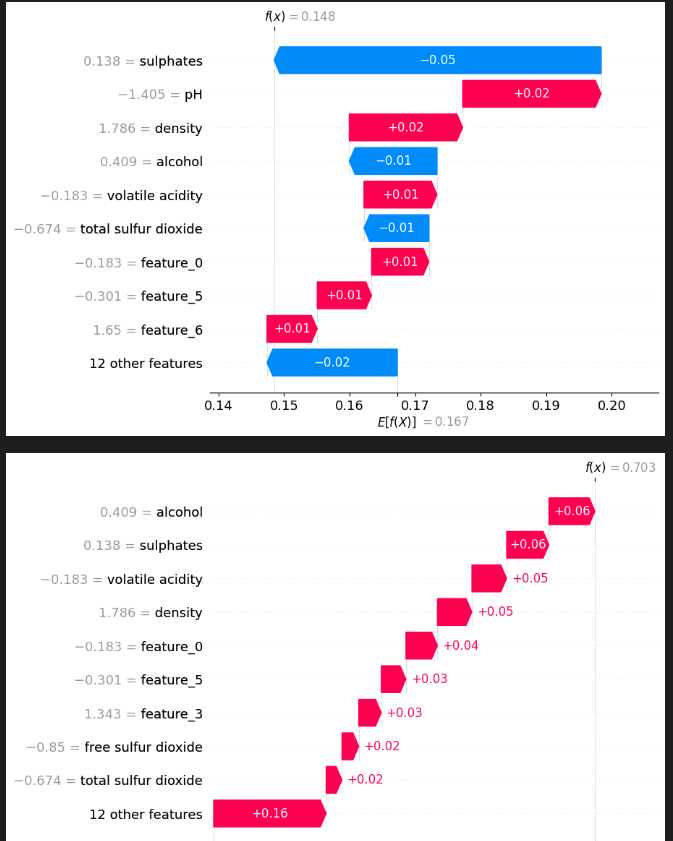 f(x) = 0.148
0.138 = sulphates −0.05
−1.405 = pH +0.02
1.786 = density +0.02
0.409 = alcohol −0.01
−0.183 = volatile acidity +0.01
−0.674 = total sulfur dioxide −0.01
−0.183 = feature_0 +0.01
−0.301 = feature_5 +0.01
1.65 = feature_6 +0.01
12 other features −0.02
0.14 0.15 0.16 0.17 0.18 0.19 0.20
E[f(X)] = 0.167
f(x) = 0.703
0.409 = alcohol +0.06
0.138 = sulphates +0.06
−0.183 = volatile acidity +0.05
1.786 = density +0.05
−0.183 = feature_0 +0.04
−0.301 = feature_5 +0.03
1.343 = feature_3 +0.03
−0.85 = free sulfur dioxide +0.02
−0.674 = total sulfur dioxide +0.02
12 other features +0.16